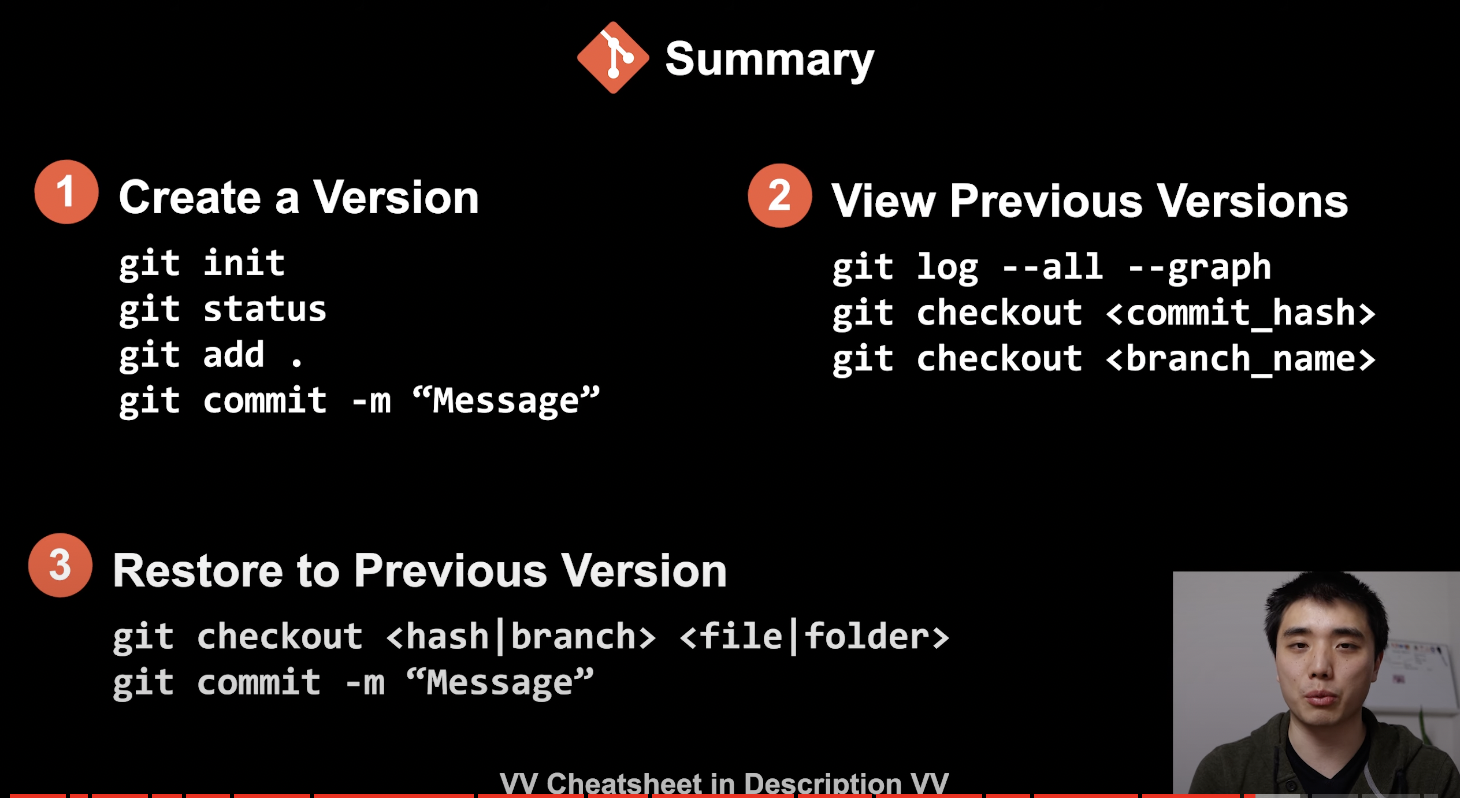 Summary
1 Create a Version
git init
git status
git add .
git commit -m “Message”
2 View Previous Versions
git log --all --graph
git checkout <commit_hash>
git checkout <branch_name>
3 Restore to Previous Version
git checkout <hash|branch> <file|folder>
git commit -m “Message”
VV Cheatsheet in Description VV